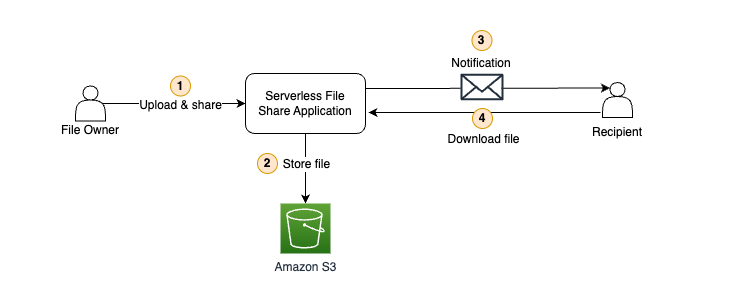 1
Upload & share
File Owner
Serverless File
Share Application
2
Store file
Amazon S3
3
Notification
4
Download file
Recipient